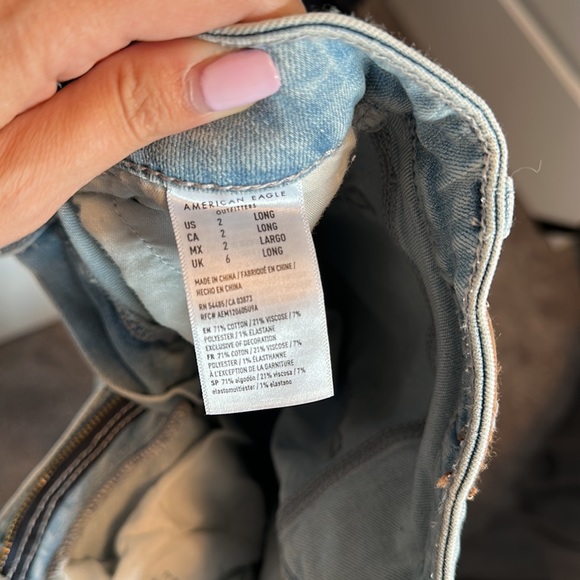 AMERICAN EAGLE
OUTFITTERS
US 2 LONG
CA 2 LONG
MX 2 LARGO
UK 6 LONG
MADE IN CHINA / FABRIQUÉ EN CHINE /
HECHO EN CHINA
RN 54485/CA 03873
RFC# AEM120605U9A
EN 71% COTTON / 21% VISCOSE / 7%
POLYESTER / 1% ELASTANE
EXCLUSIVE OF DECORATION
FR 71% COTON / 21% VISCOSE / 7%
POLYESTER / 1% ÉLASTHANNE
À L'EXCEPTION DE LA GARNITURE
SP 71% algodón / 21% viscosa / 7%
elastomultiester / 1% elastano